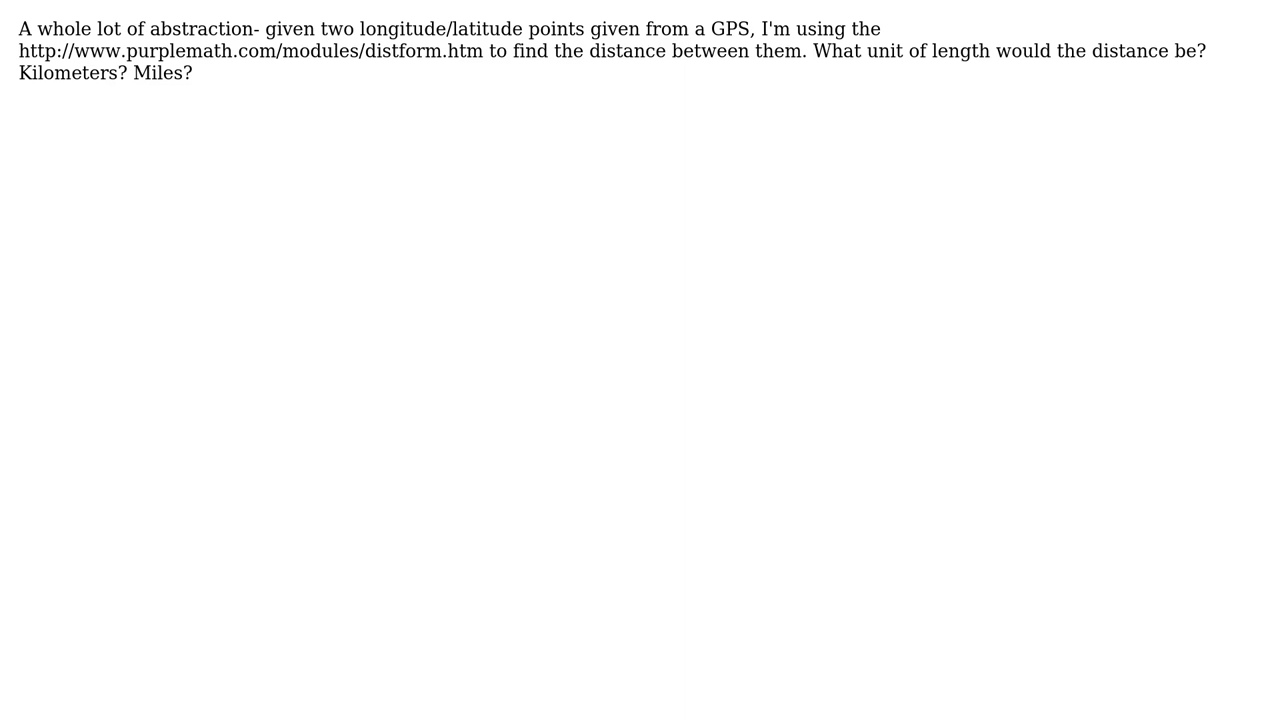 A whole lot of abstraction- given two longitude/latitude points given from a GPS, I'm using the
http://www.purplemath.com/modules/distform.htm to find the distance between them. What unit of length would the distance be?
Kilometers? Miles?